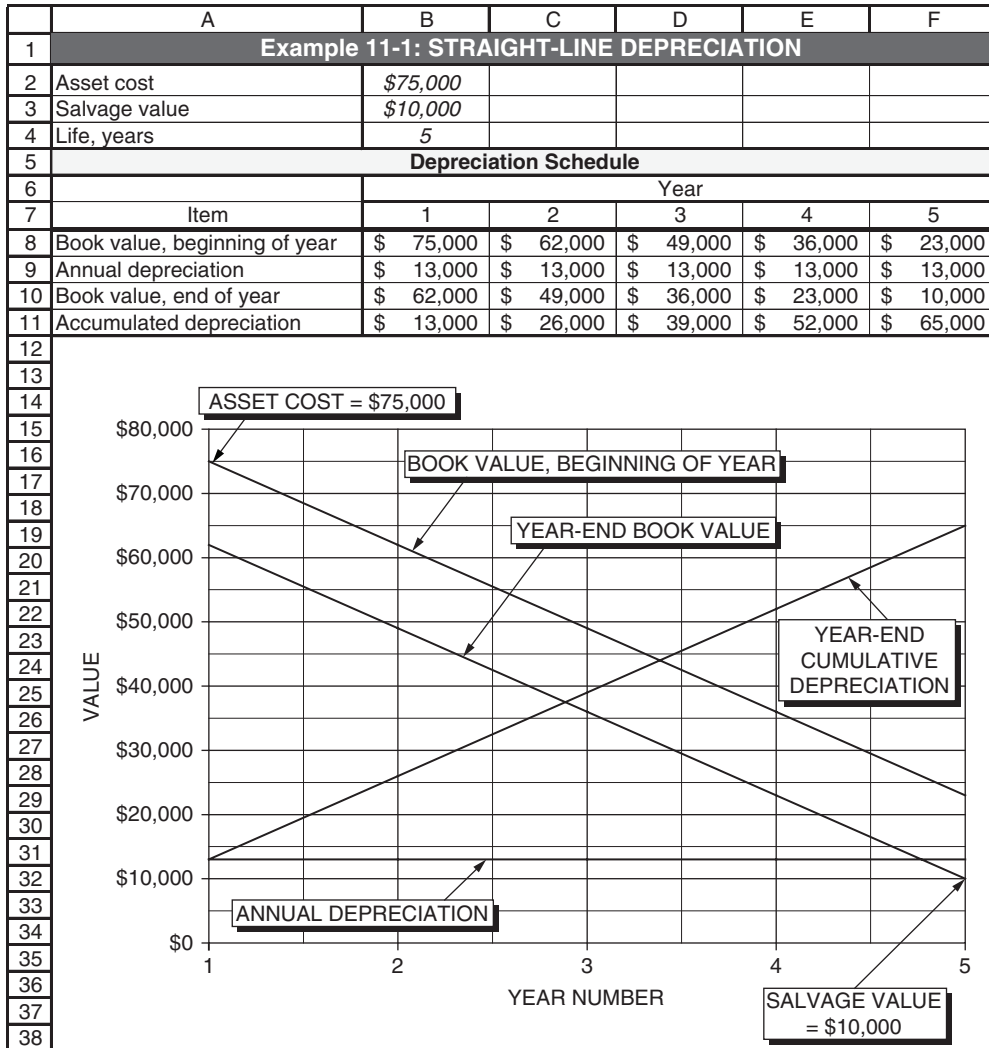 A B C D E F
1 Example 11-1: STRAIGHT-LINE DEPRECIATION
2 Asset cost $75,000
3 Salvage value $10,000
4 Life, years 5
5 Depreciation Schedule
6 Year
7 Item 1 2 3 4 5
8 Book value, beginning of year $ 75,000 $ 62,000 $ 49,000 $ 36,000 $ 23,000
9 Annual depreciation $ 13,000 $ 13,000 $ 13,000 $ 13,000 $ 13,000
10 Book value, end of year $ 62,000 $ 49,000 $ 36,000 $ 23,000 $ 10,000
11 Accumulated depreciation $ 13,000 $ 26,000 $ 39,000 $ 52,000 $ 65,000
12
13
14
15
16
17
18
19
20
21
22
23
24
25
26
27
28
29
30
31
32
33
34
35
36
37
38
ASSET COST = $75,000
BOOK VALUE, BEGINNING OF YEAR
YEAR-END BOOK VALUE
YEAR-END
CUMULATIVE
DEPRECIATION
ANNUAL DEPRECIATION
SALVAGE VALUE
= $10,000
VALUE
$80,000
$70,000
$60,000
$50,000
$40,000
$30,000
$20,000
$10,000
$0
1 2 3 4 5
YEAR NUMBER